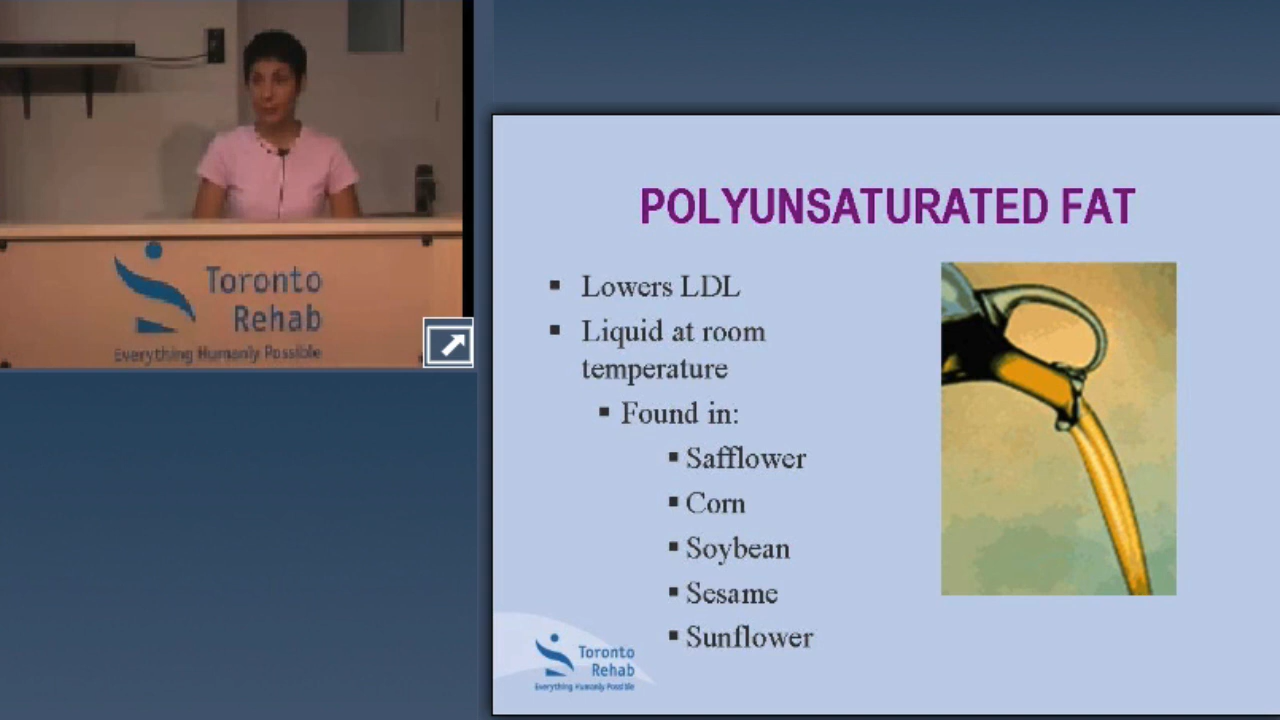 Toronto
Rehab
Everything Humanly Possible
POLYUNSATURATED FAT
▪ Lowers LDL
▪ Liquid at room
temperature
▪ Found in:
▪ Safflower
▪ Corn
▪ Soybean
▪ Sesame
▪ Sunflower
Toronto
Rehab
Everything Humanly Possible